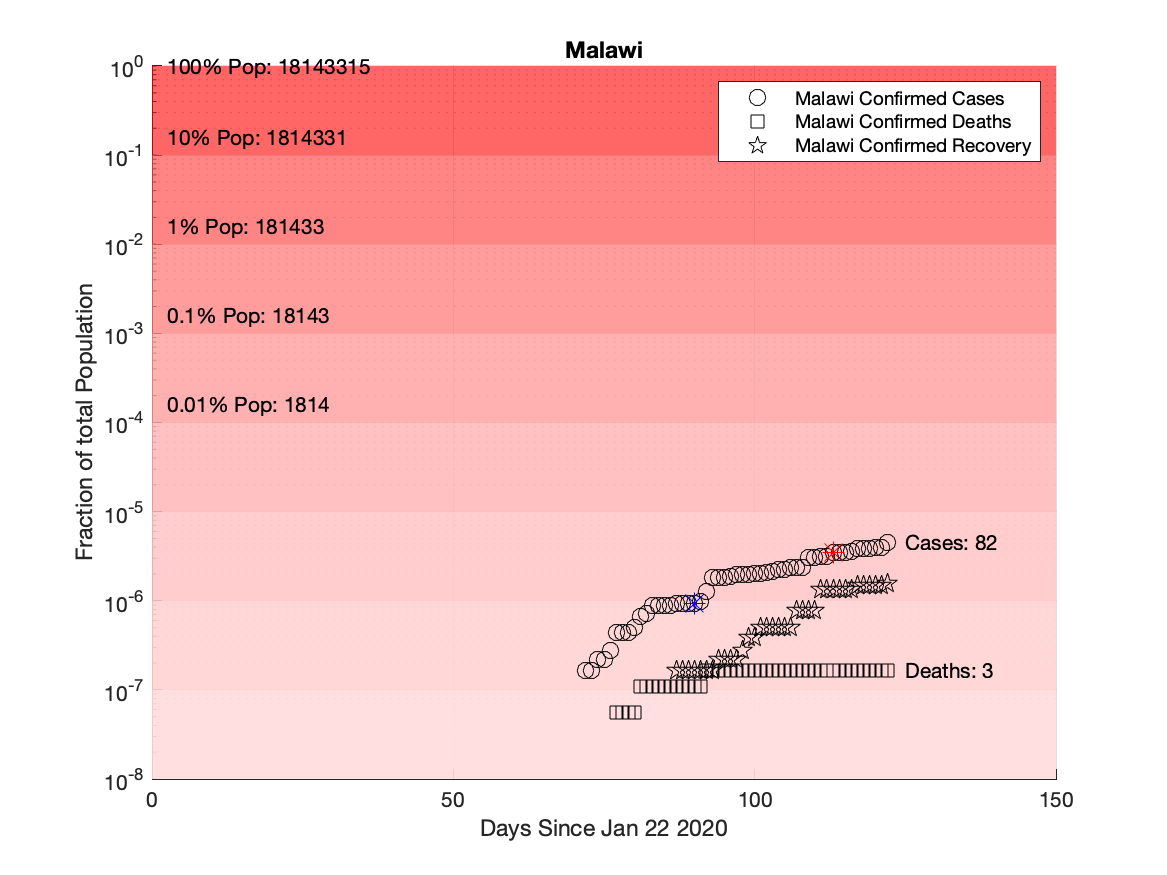 Malawi
10⁰
100% Pop: 18143315
Malawi Confirmed Cases
Malawi Confirmed Deaths
Malawi Confirmed Recovery
10% Pop: 1814331
10⁻¹
1% Pop: 181433
10⁻²
0.1% Pop: 18143
10⁻³
0.01% Pop: 1814
10⁻⁴
10⁻⁵
Cases: 82
10⁻⁶
Deaths: 3
10⁻⁷
10⁻⁸
Fraction of total Population
0 50 100 150
Days Since Jan 22 2020